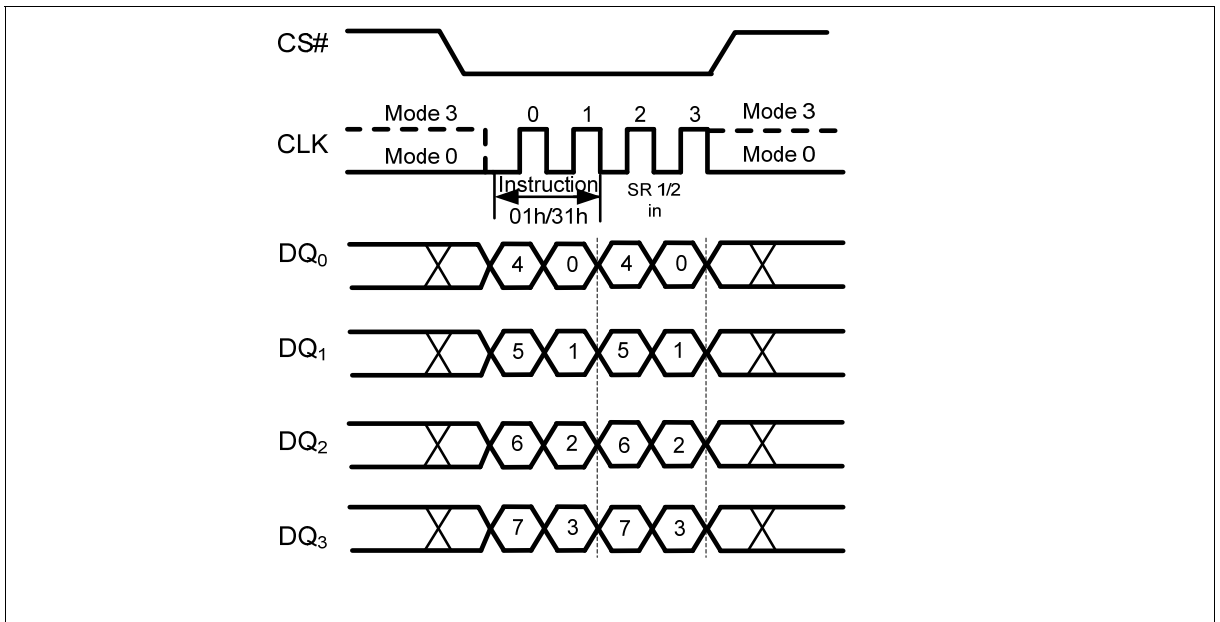 CS#
Mode 3 0 1 2 3 Mode 3
CLK
Mode 0 Mode 0
Instruction SR 1/2
01h/31h in
DQ0 4 0 4 0
DQ1 5 1 5 1
DQ2 6 2 6 2
DQ3 7 3 7 3